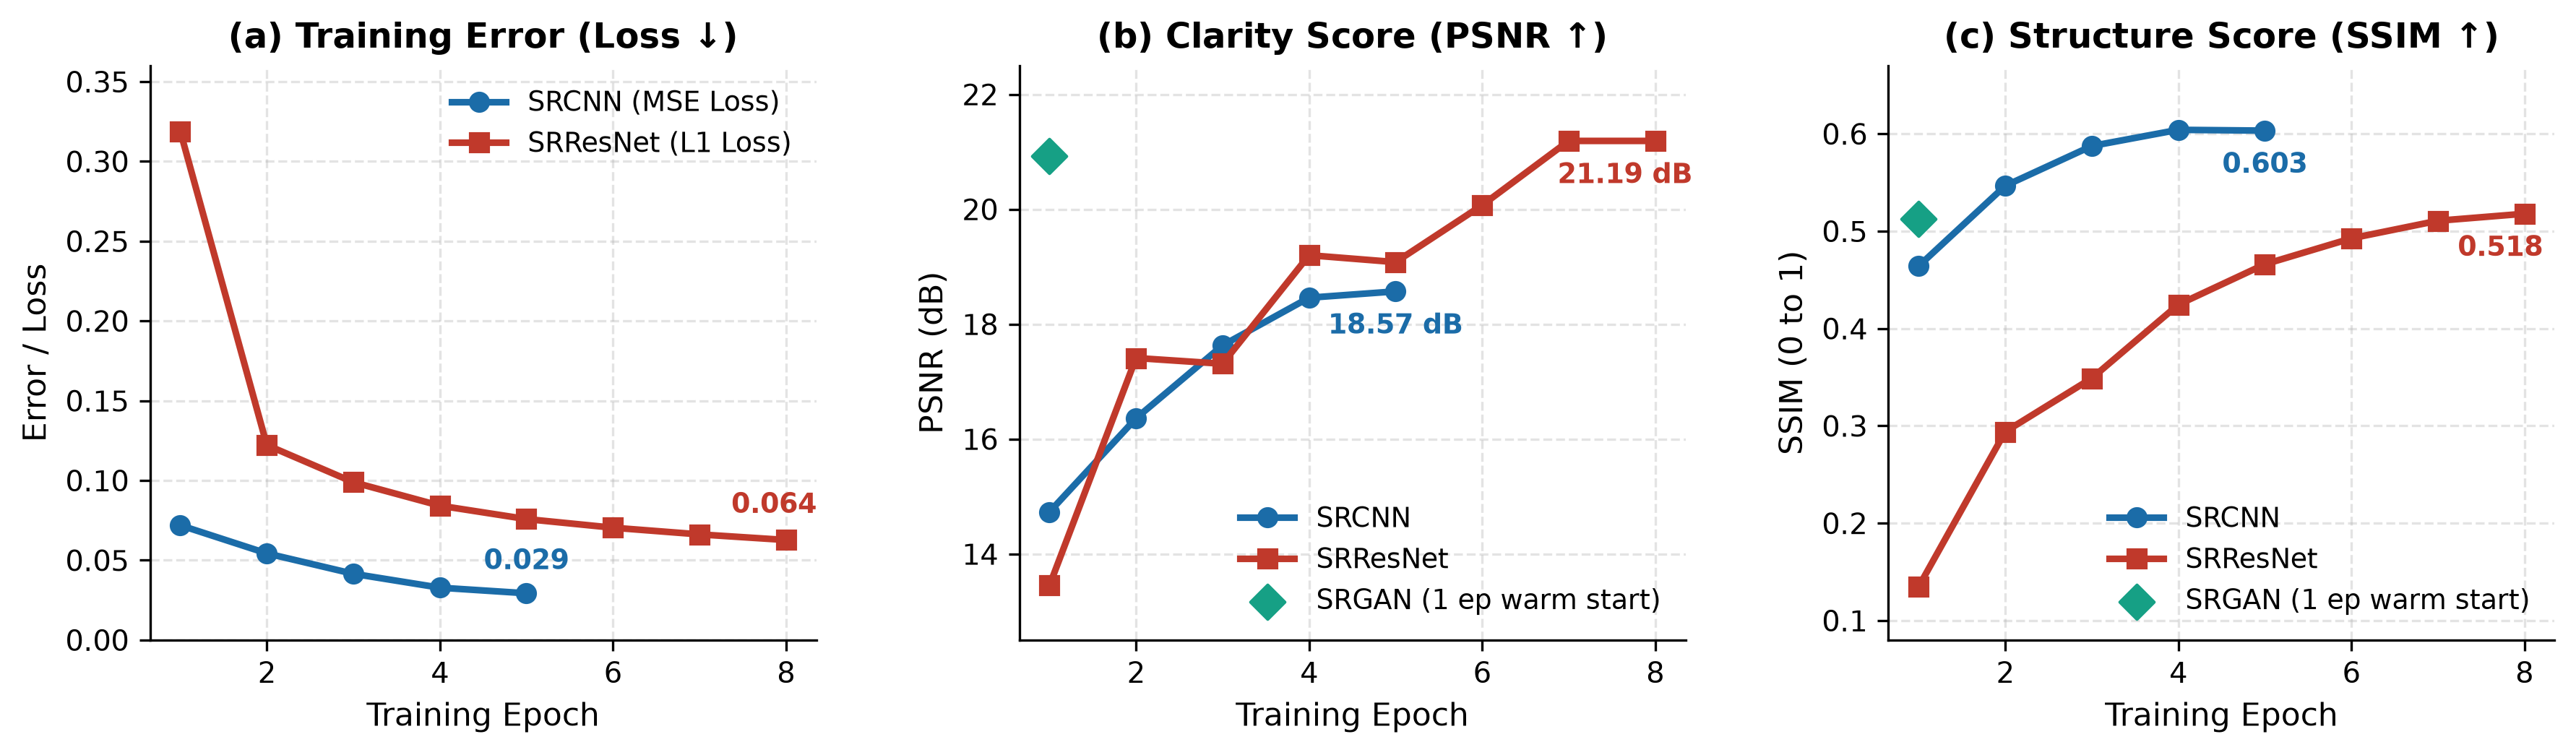 (a) Training Error (Loss ↓)
Error / Loss
0.35
0.30
0.25
0.20
0.15
0.10
0.05
0.00
SRCNN (MSE Loss)
SRResNet (L1 Loss)
0.064
0.029
2 4 6 8
Training Epoch
(b) Clarity Score (PSNR ↑)
PSNR (dB)
22
20
18
16
14
21.19 dB
18.57 dB
SRCNN
SRResNet
SRGAN (1 ep warm start)
2 4 6 8
Training Epoch
(c) Structure Score (SSIM ↑)
SSIM (0 to 1)
0.6
0.5
0.4
0.3
0.2
0.1
0.603
0.518
SRCNN
SRResNet
SRGAN (1 ep warm start)
2 4 6 8
Training Epoch